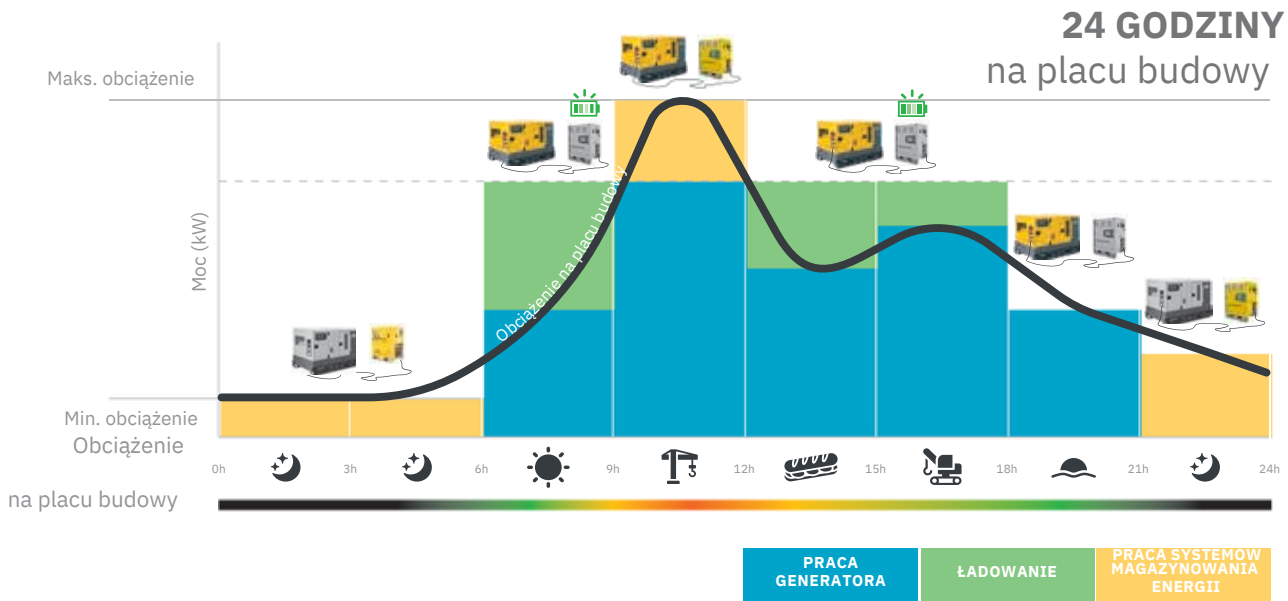 24 GODZINY
na placu budowy
Maks. obciążenie
Moc (kW)
Obciążenie na placu budowy
Min. obciążenie
Obciążenie
na placu budowy
0h 3h 6h 9h 12h 15h 18h 21h 24h
PRACA
GENERATORA
ŁADOWANIE
PRACA SYSTEMÓW
MAGAZYNOWANIA
ENERGII